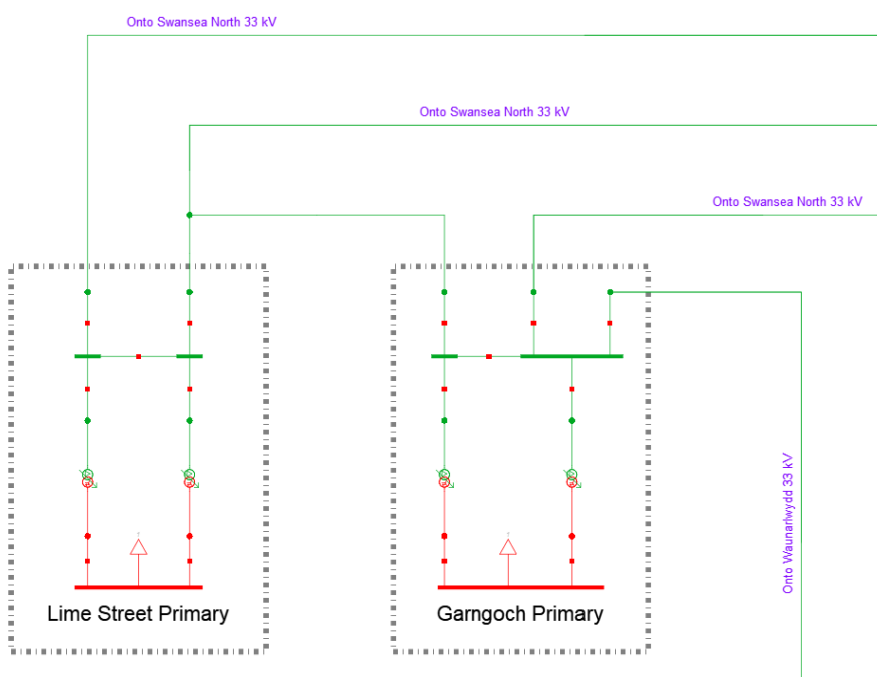 Onto Swansea North 33 kV
Onto Swansea North 33 kV
Onto Swansea North 33 kV
Onto Waunarlwydd 33 kV
Lime Street Primary
Garngoch Primary